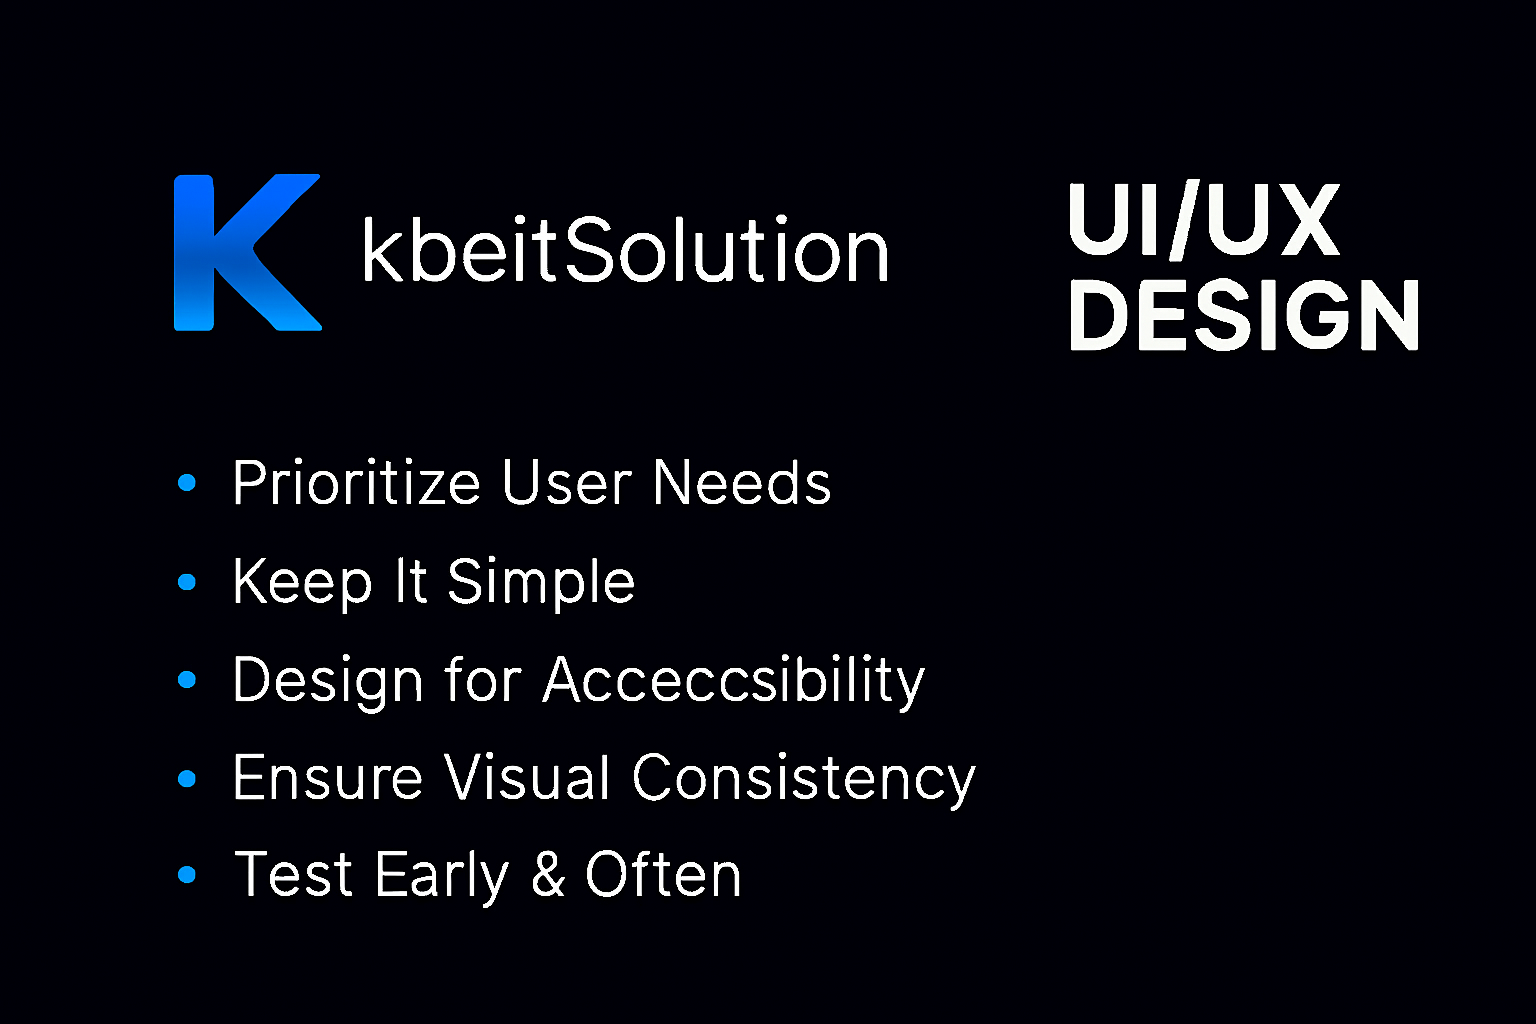 K kbeitSolution
UI/UX
DESIGN
• Prioritize User Needs
• Keep It Simple
• Design for Acceccsibility
• Ensure Visual Consistency
• Test Early & Often